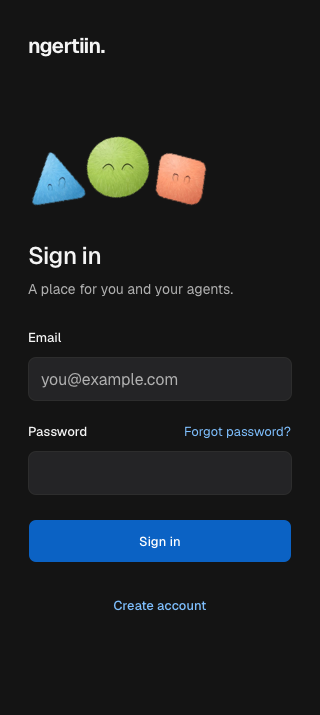 ngertiin.
Sign in
A place for you and your agents.
Email
you@example.com
Password
Forgot password?
Sign in
Create account